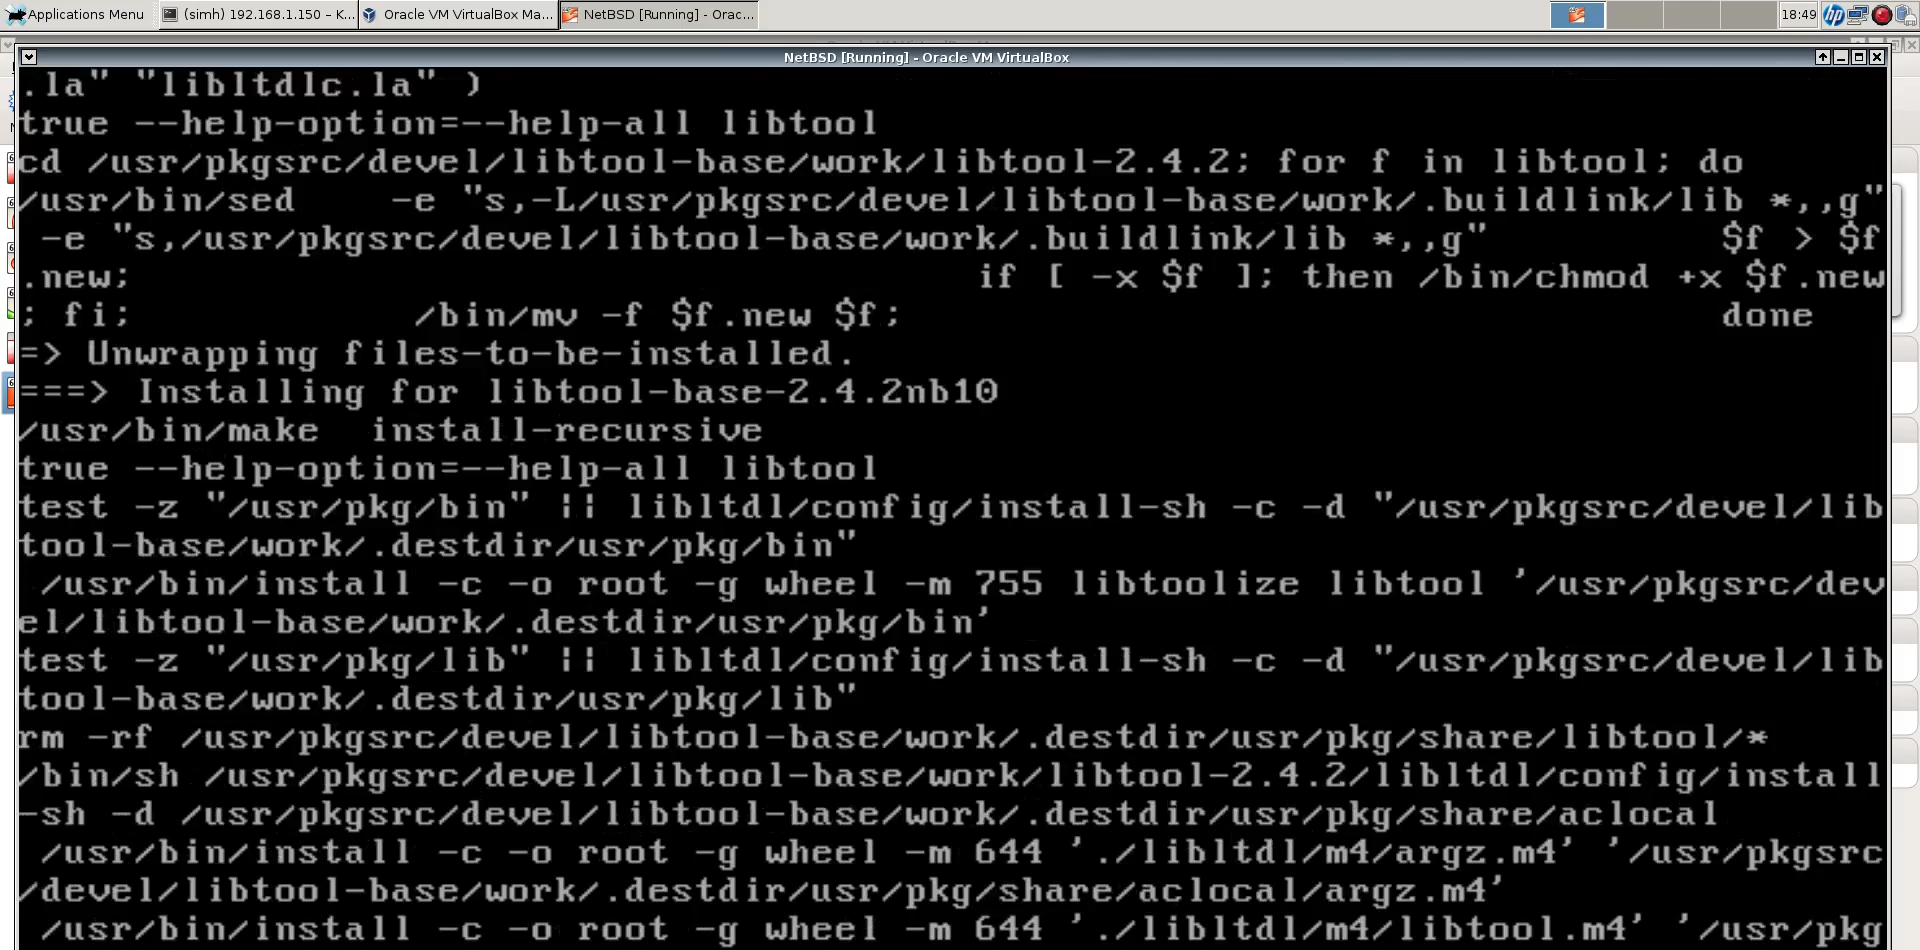 Applications Menu (simh) 192.168.1.150 – K... Oracle VM VirtualBox Ma... NetBSD [Running] - Orac... 18:49
NetBSD [Running] - Oracle VM VirtualBox
.la" "libltdlc.la" )
true --help-option=--help-all libtool
cd /usr/pkgsrc/devel/libtool-base/work/libtool-2.4.2; for f in libtool; do
/usr/bin/sed    -e "s,-L/usr/pkgsrc/devel/libtool-base/work/.buildlink/lib *,,g"
 -e "s,/usr/pkgsrc/devel/libtool-base/work/.buildlink/lib *,,g"          $f > $f
.new;                                    if [ -x $f ]; then /bin/chmod +x $f.new
; fi;            /bin/mv -f $f.new $f;                                   done
=> Unwrapping files-to-be-installed.
===> Installing for libtool-base-2.4.2nb10
/usr/bin/make  install-recursive
true --help-option=--help-all libtool
test -z "/usr/pkg/bin" || libltdl/config/install-sh -c -d "/usr/pkgsrc/devel/lib
tool-base/work/.destdir/usr/pkg/bin"
 /usr/bin/install -c -o root -g wheel -m 755 libtoolize libtool '/usr/pkgsrc/dev
el/libtool-base/work/.destdir/usr/pkg/bin'
test -z "/usr/pkg/lib" || libltdl/config/install-sh -c -d "/usr/pkgsrc/devel/lib
tool-base/work/.destdir/usr/pkg/lib"
rm -rf /usr/pkgsrc/devel/libtool-base/work/.destdir/usr/pkg/share/libtool/*
/bin/sh /usr/pkgsrc/devel/libtool-base/work/libtool-2.4.2/libltdl/config/install
-sh -d /usr/pkgsrc/devel/libtool-base/work/.destdir/usr/pkg/share/aclocal
 /usr/bin/install -c -o root -g wheel -m 644 './libltdl/m4/argz.m4' '/usr/pkgsrc
/devel/libtool-base/work/.destdir/usr/pkg/share/aclocal/argz.m4'
 /usr/bin/install -c -o root -g wheel -m 644 './libltdl/m4/libtool.m4' '/usr/pkg